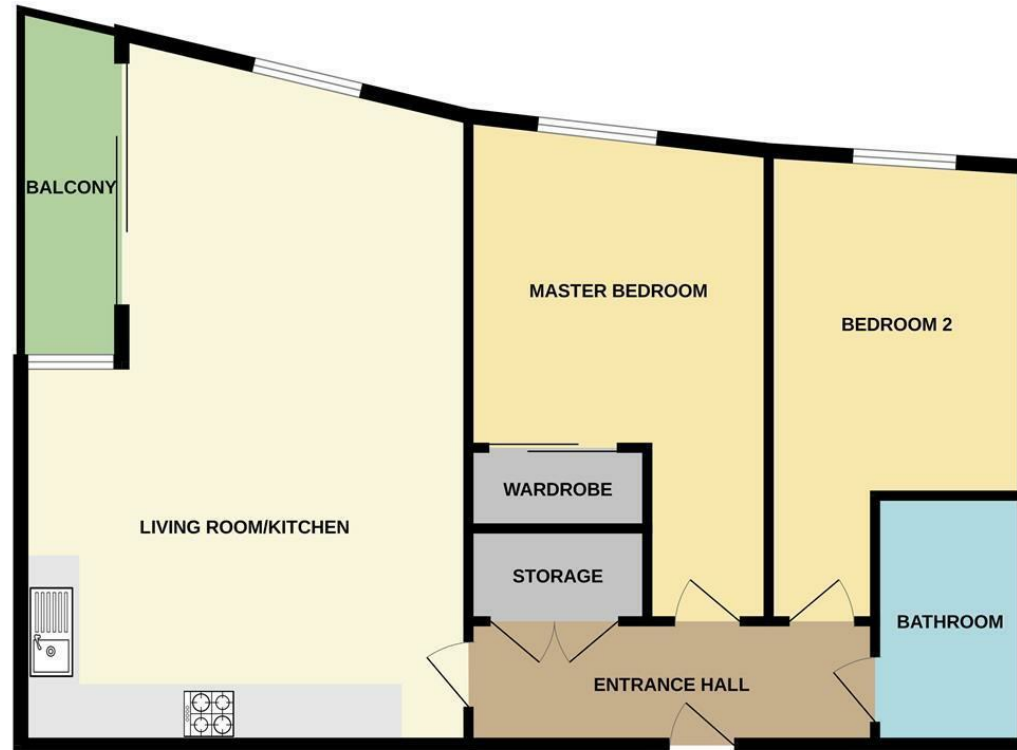 BALCONY
MASTER BEDROOM
BEDROOM 2
WARDROBE
LIVING ROOM/KITCHEN
STORAGE
BATHROOM
ENTRANCE HALL